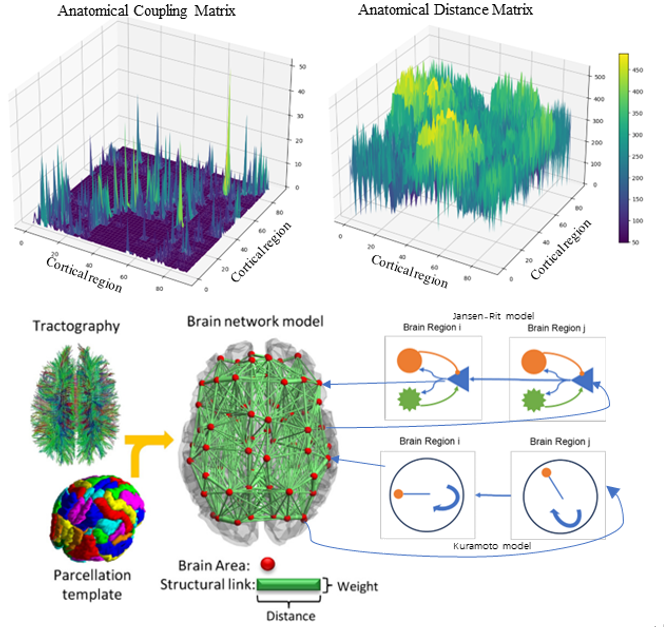 Anatomical Coupling Matrix
Anatomical Distance Matrix
50
40
30
20
10
0
0
20
40
60
80
0
20
40
60
80
Cortical region
Cortical region
500
400
300
200
100
0
0
20
40
60
80
0
20
40
60
80
Cortical region
Cortical region
450
400
350
300
250
200
150
100
50
Tractography
Brain network model
Jansen-Rit model
Brain Region i
Brain Region j
Brain Region i
Brain Region j
Kuramoto model
Parcellation
template
Brain Area:
Structural link:
Weight
Distance